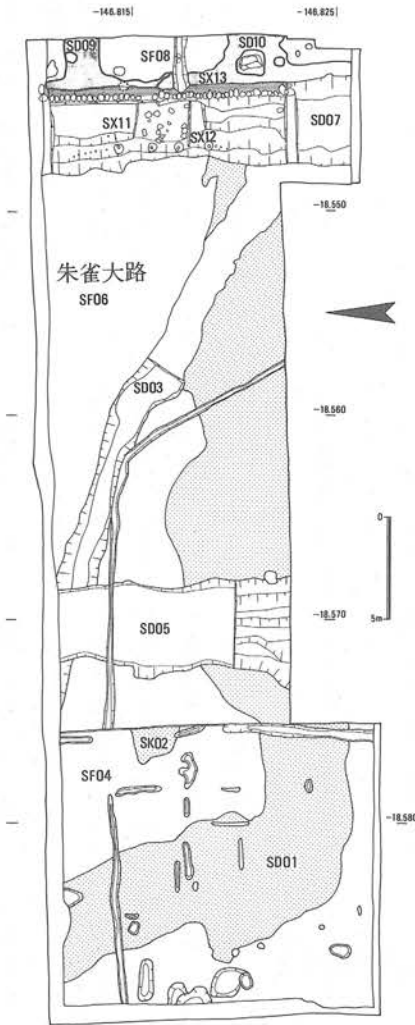 -146.815
-146.825
SD09
SF08
SD10
SX13
SX11
SX12
SD07
-18.550
朱雀大路
SF06
SD03
-18.560
0
5m
SD05
-18.570
SK02
SF04
-18.580
SD01